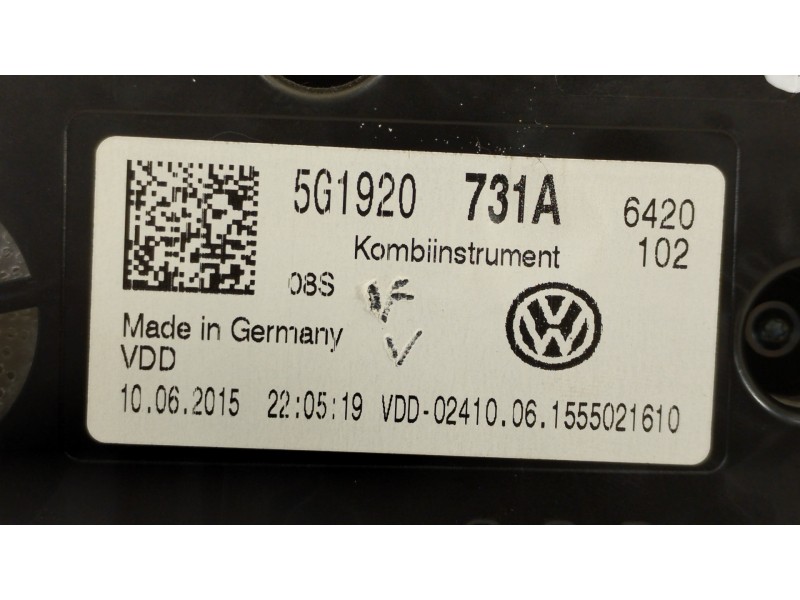 5G1920 731A 6420
Kombiinstrument 102
08S VF
V
Made in Germany
VDD
10.06.2015 22:05:19 VDD-02410.06.1555021610